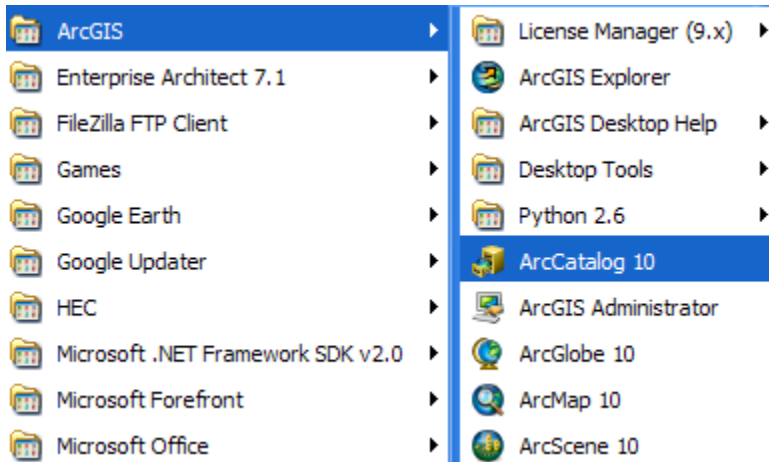 ArcGIS
Enterprise Architect 7.1
FileZilla FTP Client
Games
Google Earth
Google Updater
HEC
Microsoft .NET Framework SDK v2.0
Microsoft Forefront
Microsoft Office
License Manager (9.x)
ArcGIS Explorer
ArcGIS Desktop Help
Desktop Tools
Python 2.6
ArcCatalog 10
ArcGIS Administrator
ArcGlobe 10
ArcMap 10
ArcScene 10